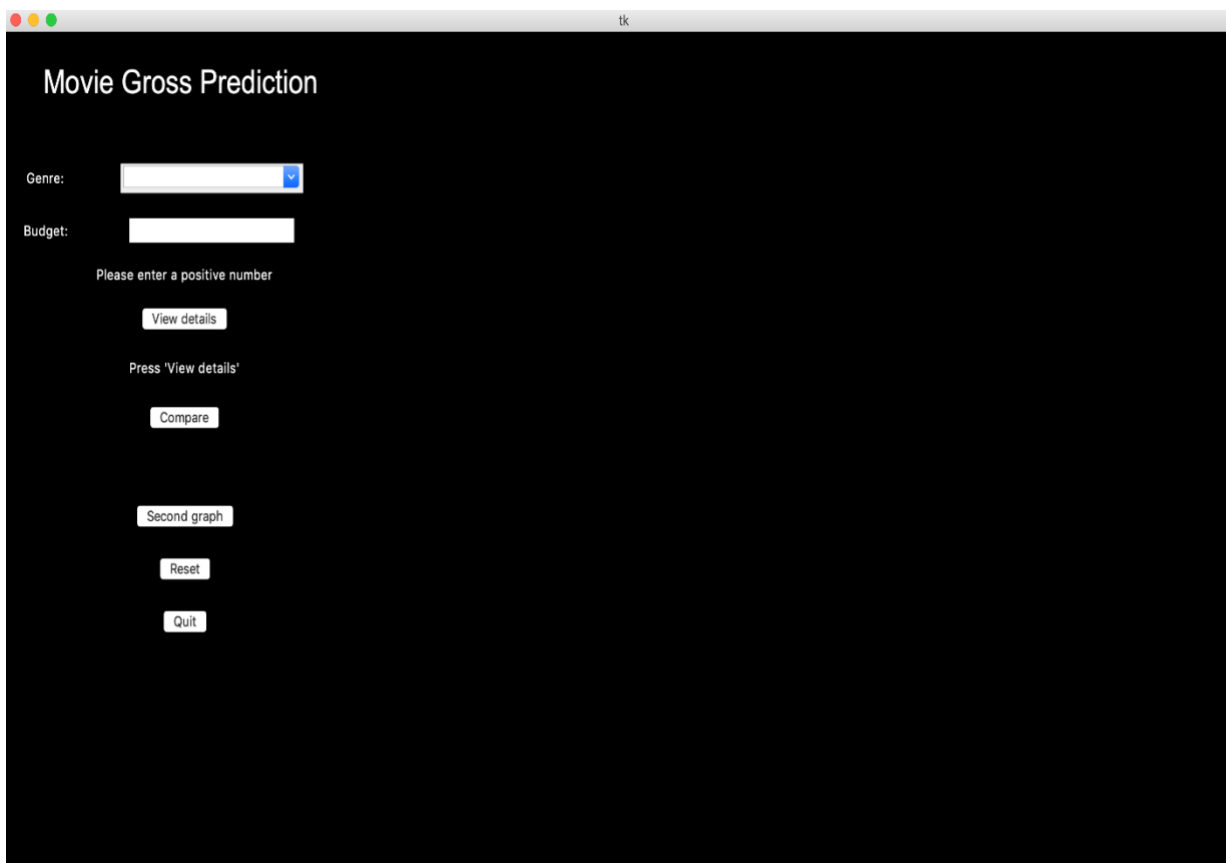 tk
Movie Gross Prediction
Genre:
Budget:
Please enter a positive number
View details
Press 'View details'
Compare
Second graph
Reset
Quit